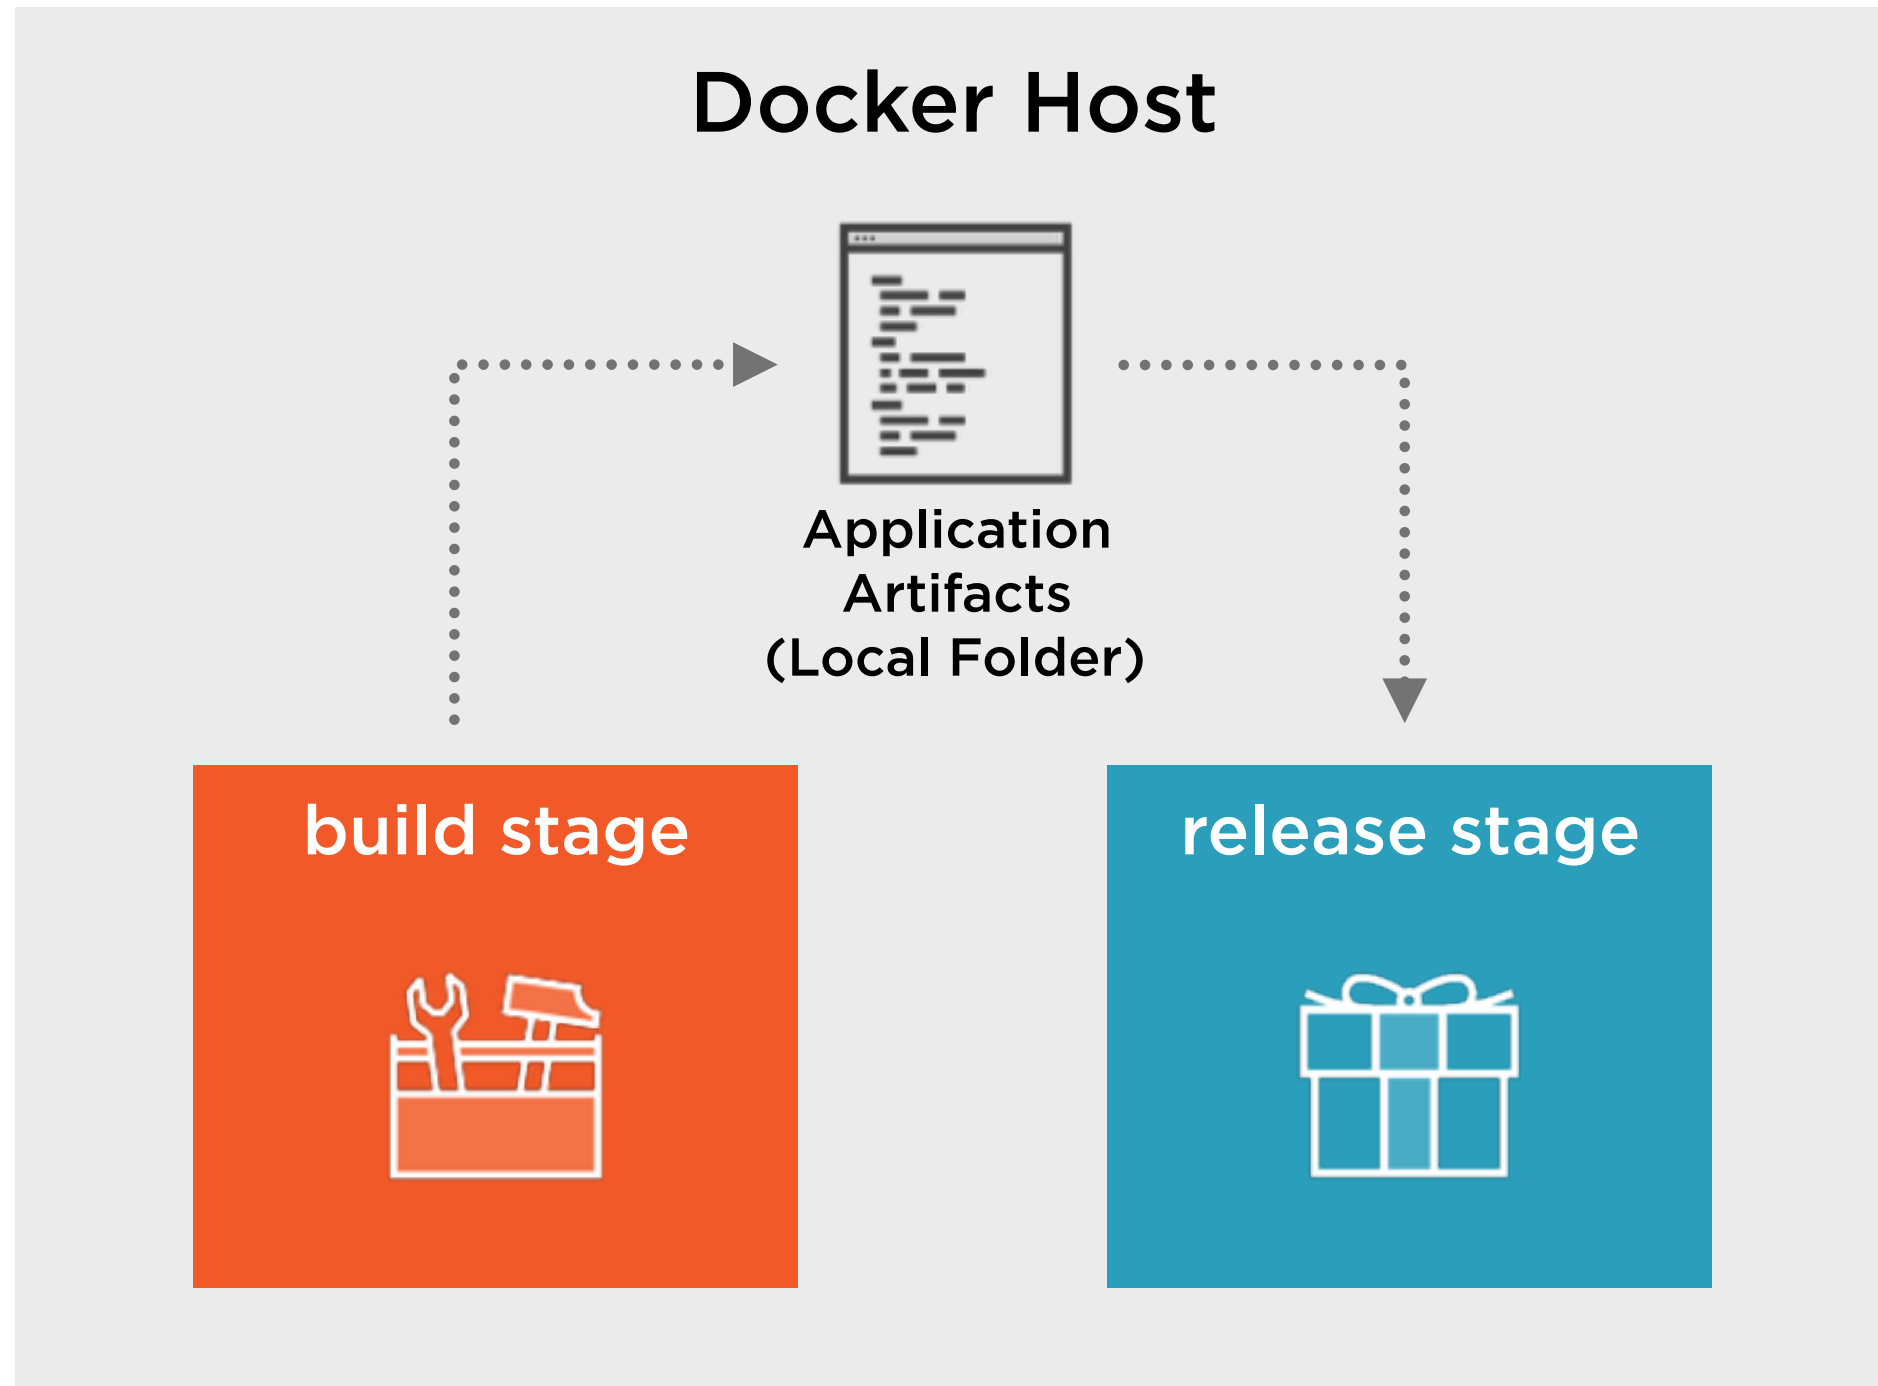 Docker Host
Application
Artifacts
(Local Folder)
build stage
release stage